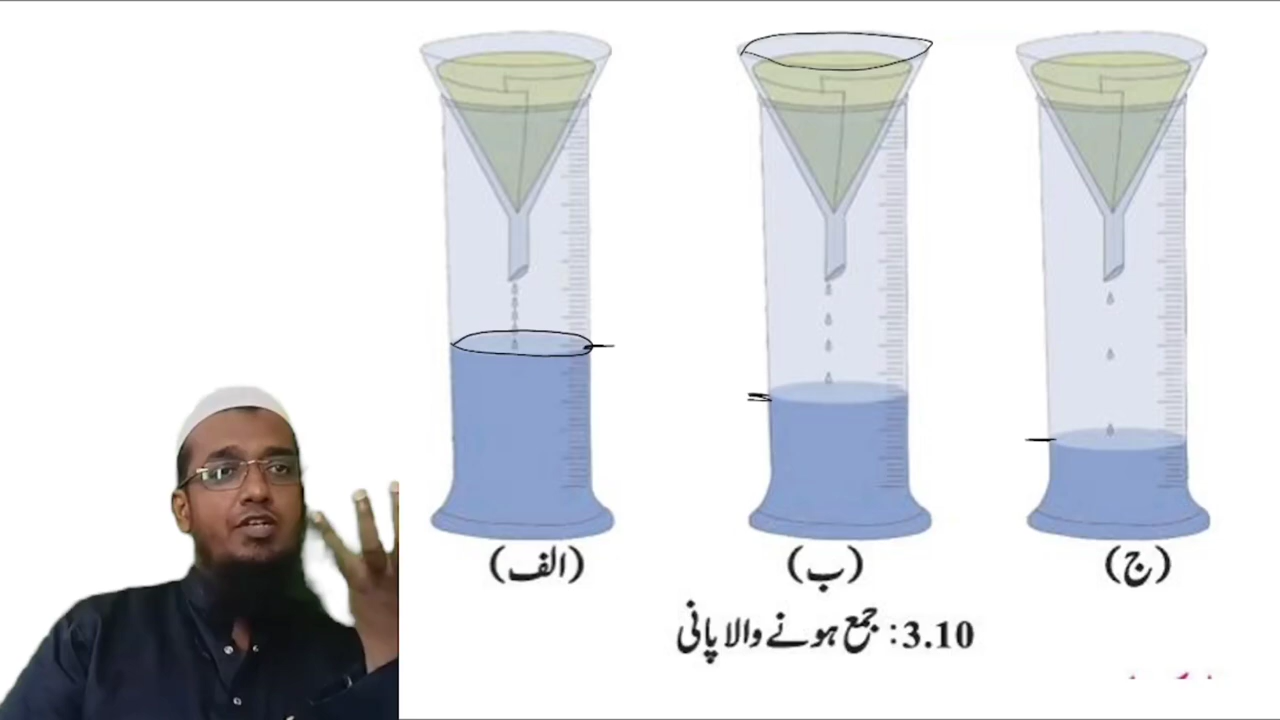 (الف)
(ب)
(ج)
3.10: جمع ہونے والا پانی